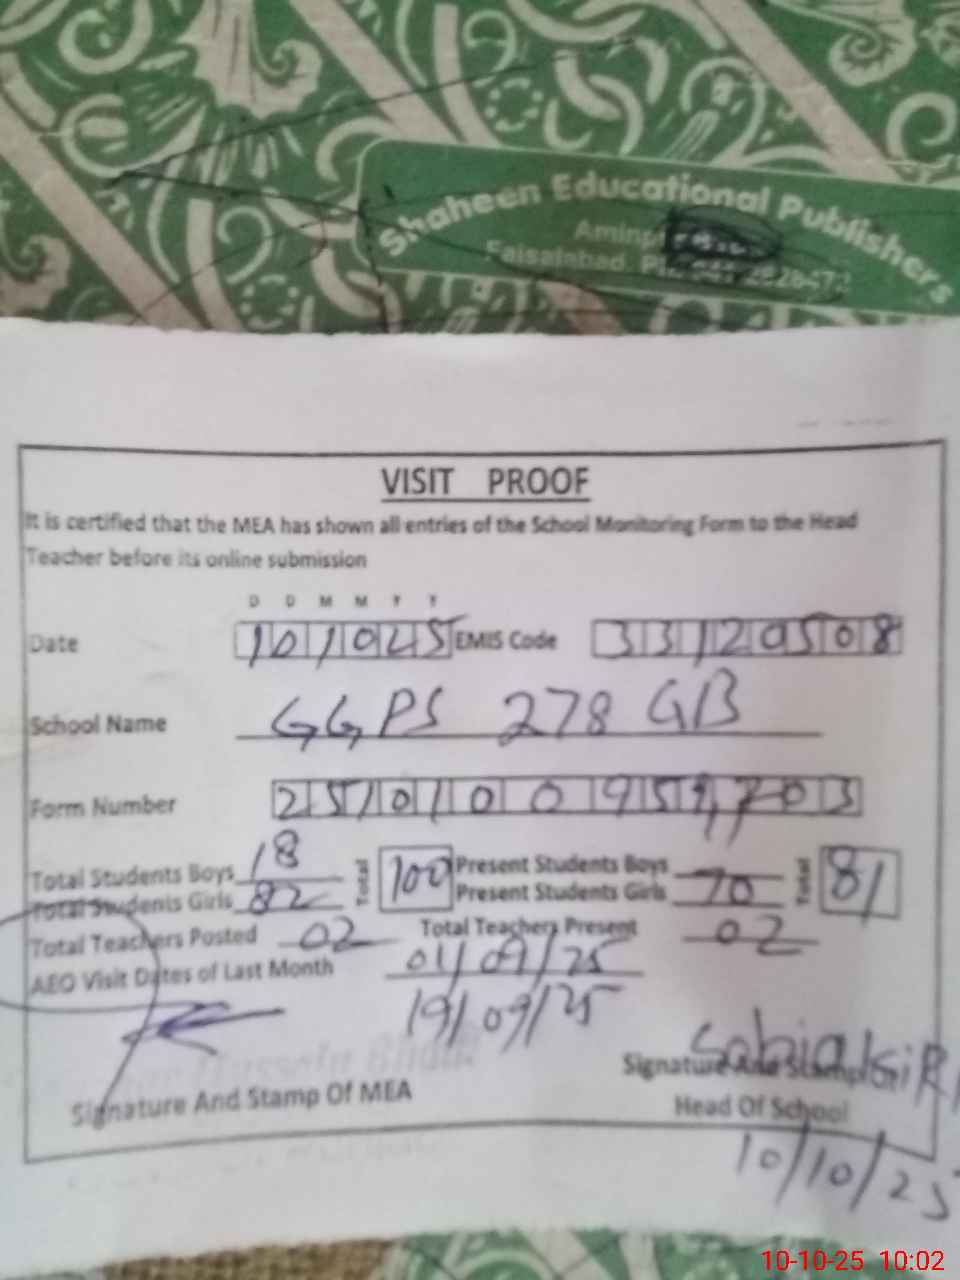 Shaheen Educational Publishers
Faisalabad.
VISIT PROOF
It is certified that the MEA has shown all entries of the School Monitoring Form to the Head
Teacher before its online submission
D D M M Y Y
Date 101025 EMIS Code 33120508
School Name GGPS 278 GB
Form Number
Total Students Boys 18 Total 100 Present Students Boys Total 81
Total Students Girls 82 Present Students Girls 70
Total Teachers Posted 02 Total Teachers Present 02
AEO Visit Dates of Last Month 01/09/25
19/09/25
Signature And Stamp Of MEA
Signature And Stamp
Head Of School
10/10/25
10-10-25 10:02